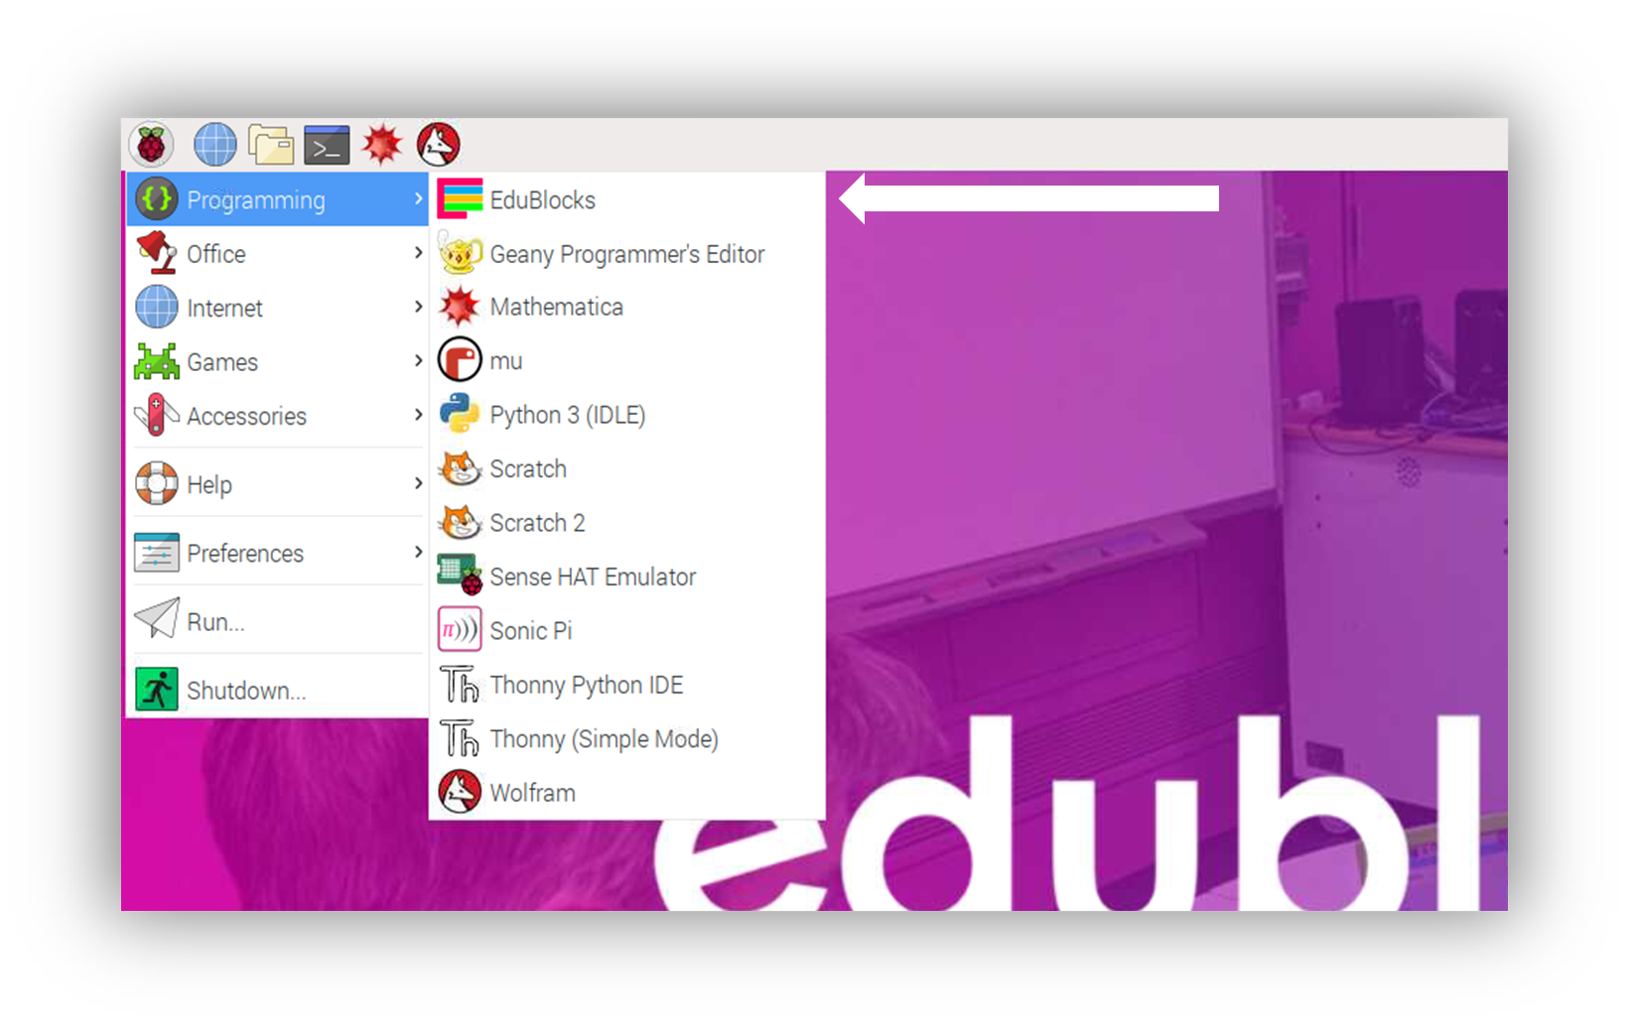 Programming
Office
Internet
Games
Accessories
Help
Preferences
Run...
Shutdown...
EduBlocks
Geany Programmer's Editor
Mathematica
mu
Python 3 (IDLE)
Scratch
Scratch 2
Sense HAT Emulator
Sonic Pi
Thonny Python IDE
Thonny (Simple Mode)
Wolfram
edubl